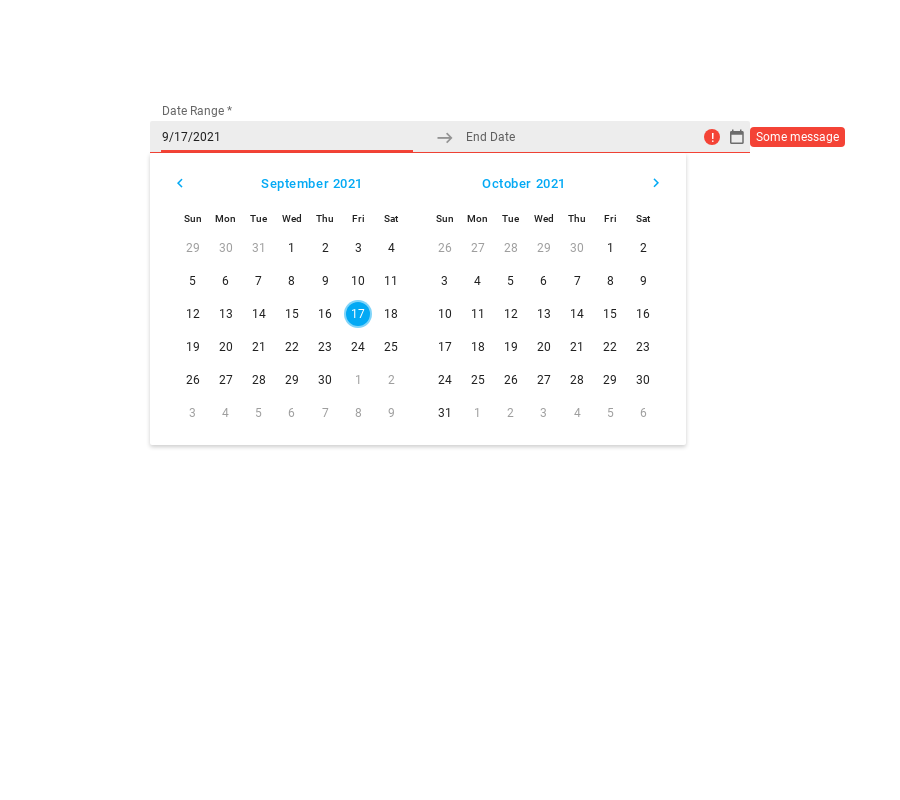 Date Range *
9/17/2021 End Date ! Some message
September 2021 October 2021
Sun Mon Tue Wed Thu Fri Sat Sun Mon Tue Wed Thu Fri Sat
29 30 31 1 2 3 4 26 27 28 29 30 1 2
5 6 7 8 9 10 11 3 4 5 6 7 8 9
12 13 14 15 16 17 18 10 11 12 13 14 15 16
19 20 21 22 23 24 25 17 18 19 20 21 22 23
26 27 28 29 30 1 2 24 25 26 27 28 29 30
3 4 5 6 7 8 9 31 1 2 3 4 5 6